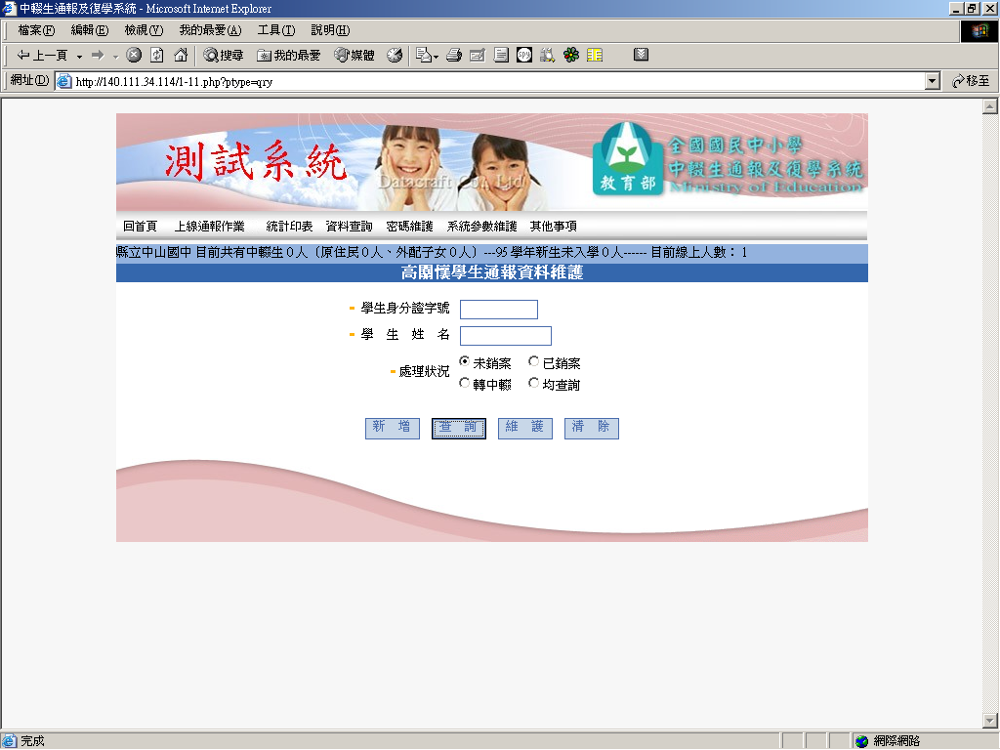 中輟生通報及復學系統 - Microsoft Internet Explorer
檔案(F) 編輯(E) 檢視(V) 我的最愛(A) 工具(T) 說明(H)
上一頁 搜尋 我的最愛 媒體
網址(D) http://140.111.34.114/1-11.php?ptype=qry 移至
測試系統
Datacraft Co., Ltd
教育部
全國國民中小學
中輟生通報及復學系統
Ministry of Education
回首頁 上線通報作業 統計印表 資料查詢 密碼維護 系統參數維護 其他事項
縣立中山國中 目前共有中輟生 0 人〔原住民 0 人、外配子女 0 人〕---95 學年新生未入學 0 人------ 目前線上人數： 1
高關懷學生通報資料維護
學生身分證字號
學 生 姓 名
處理狀況 未銷案 已銷案
轉中輟 均查詢
新 增 查 詢 維 護 清 除
完成 網際網路